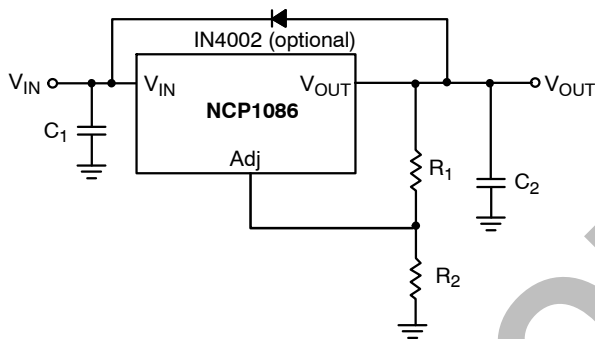 IN4002 (optional)
VIN
VIN
VOUT
VOUT
NCP1086
C1
Adj
R1
C2
R2